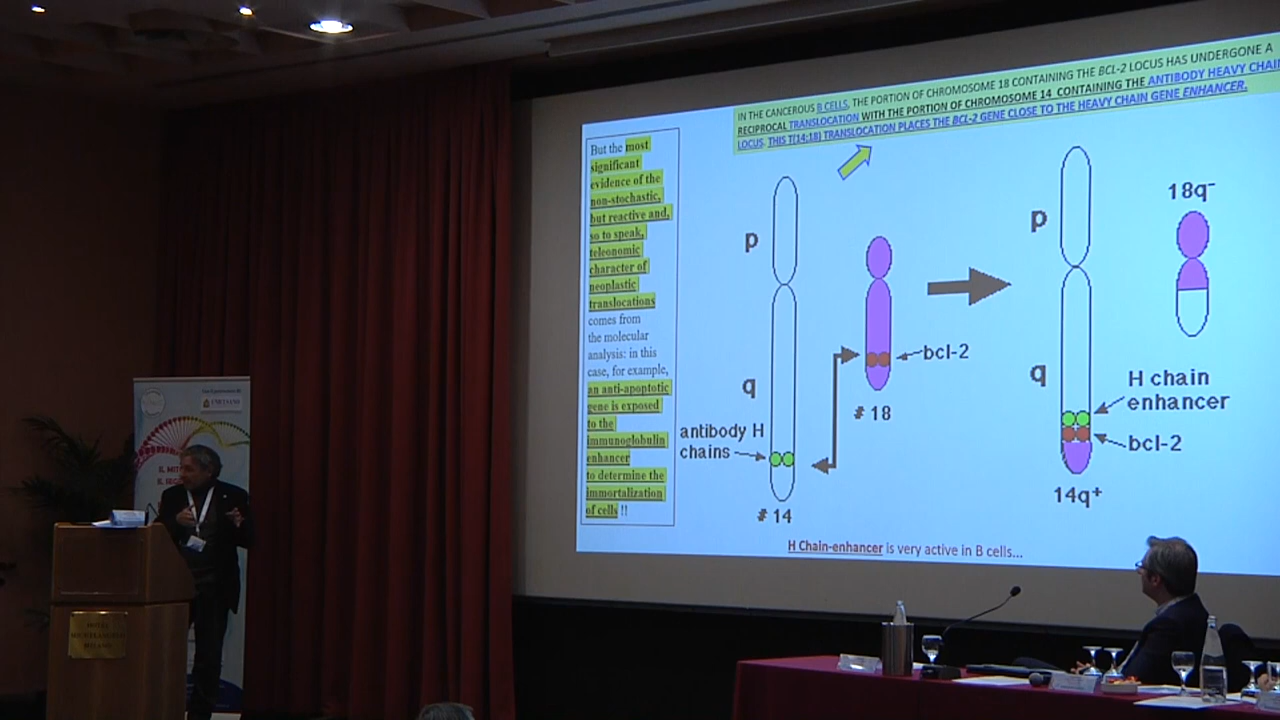 IN THE CANCEROUS B CELLS, THE PORTION OF CHROMOSOME 18 CONTAINING THE BCL-2 LOCUS HAS UNDERGONE A
RECIPROCAL TRANSLOCATION WITH THE PORTION OF CHROMOSOME 14 CONTAINING THE ANTIBODY HEAVY CHAIN
LOCUS. THIS T(14;18) TRANSLOCATION PLACES THE BCL-2 GENE CLOSE TO THE HEAVY CHAIN GENE ENHANCER.
But the most
significant
evidence of the
non-stochastic,
but reactive and,
so to speak,
teleonomic
character of
neoplastic
translocations
comes from
the molecular
analysis: in this
case, for example,
an anti-apoptotic
gene is exposed
to the
immunoglobulin
enhancer
to determine the
immortalization
of cells !!
p
q
antibody H
chains
# 14
bcl-2
# 18
p
q
18q-
H chain
enhancer
bcl-2
14q+
H Chain-enhancer is very active in B cells...
IL MIT